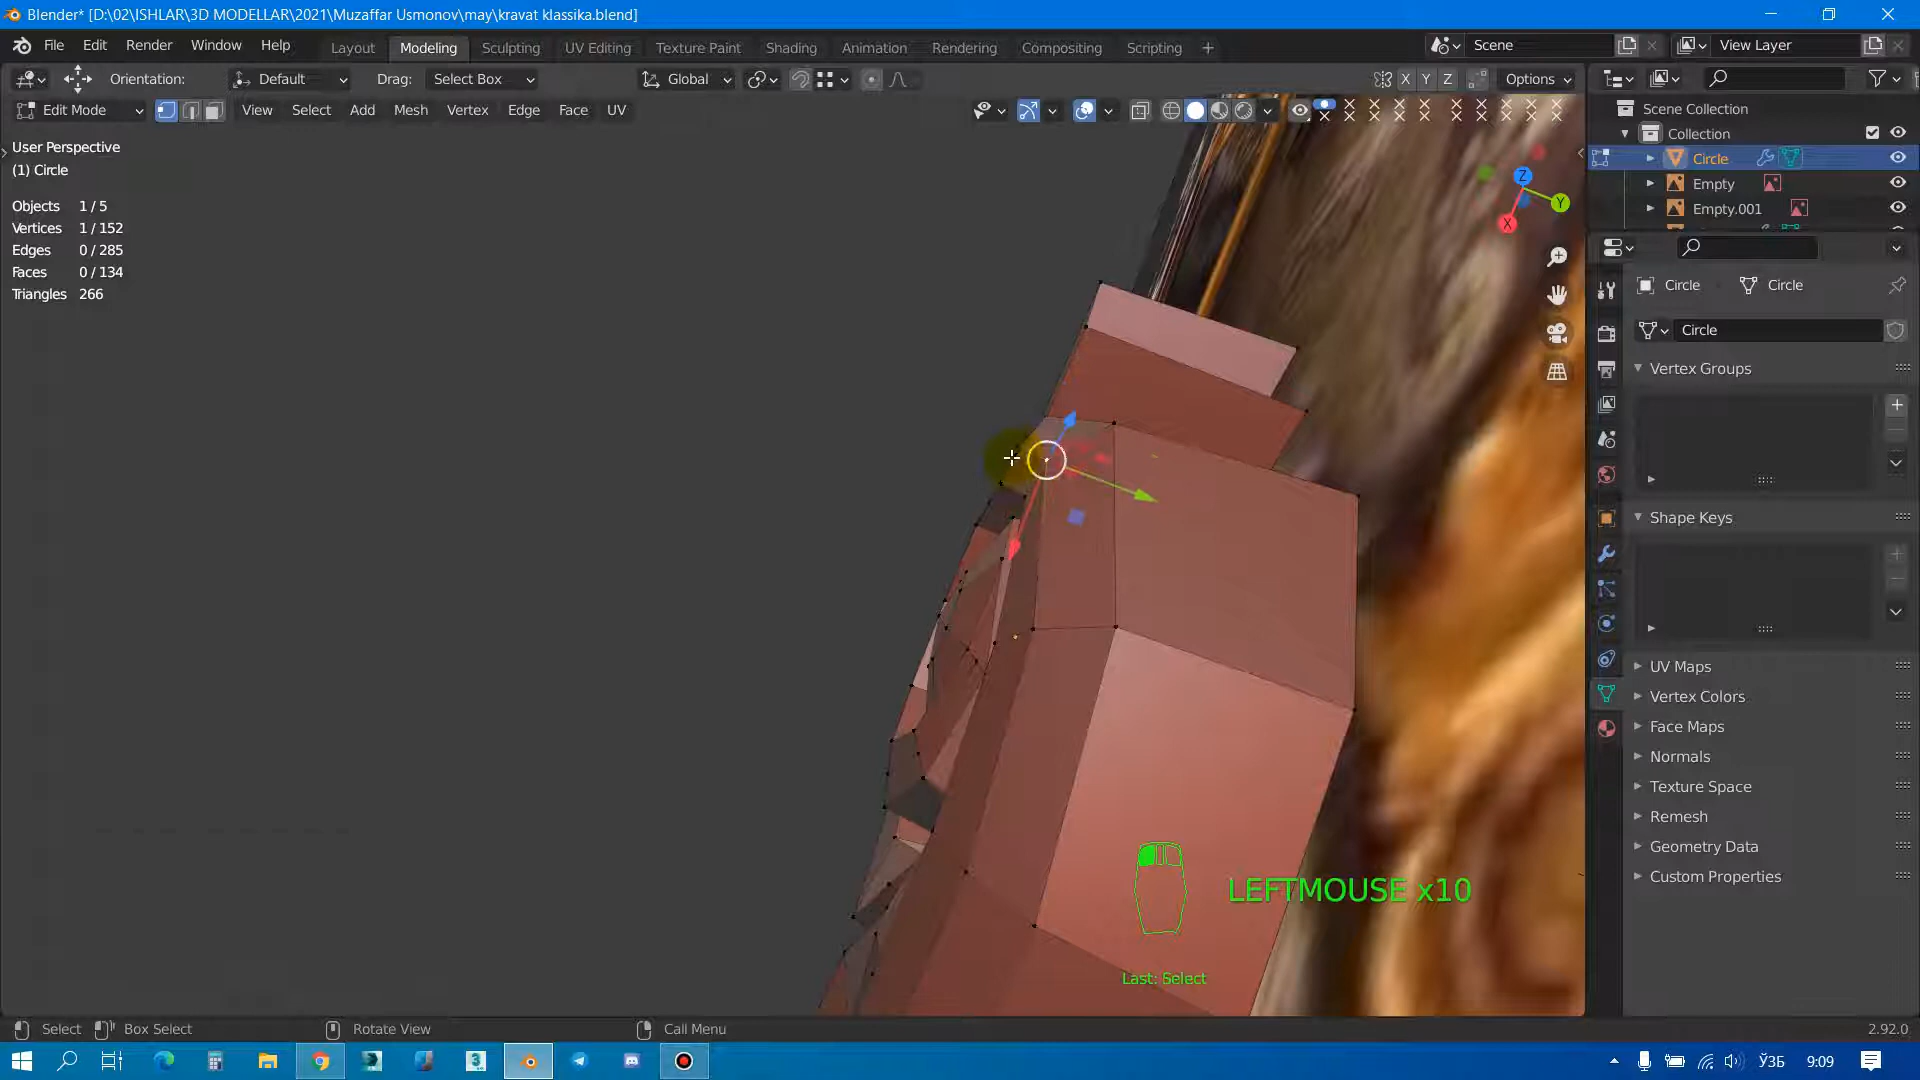 Blender* [D:\02\ISHLAR\3D MODELLAR\2021\Muzaffar Usmonov\may\kravat klassika.blend]
File Edit Render Window Help Layout Modeling Sculpting UV Editing Texture Paint Shading Animation Rendering Compositing Scripting + Scene View Layer
Orientation: Default Drag: Select Box Global X Y Z Options
Edit Mode View Select Add Mesh Vertex Edge Face UV
User Perspective
(1) Circle
Objects 1 / 5
Vertices 1 / 152
Edges 0 / 285
Faces 0 / 134
Triangles 266
Z
Y
X
Scene Collection
Collection
Circle
Empty
Empty.001
Circle Circle
Circle
Vertex Groups
Shape Keys
UV Maps
Vertex Colors
Face Maps
Normals
Texture Space
Remesh
Geometry Data
Custom Properties
LEFTMOUSE x10
Last: Select
Select Box Select Rotate View Call Menu 2.92.0
ЎЗБ 9:09